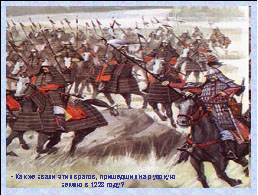 - Как же звали этих врагов, пришедших на русскую
землю в 1223 году?